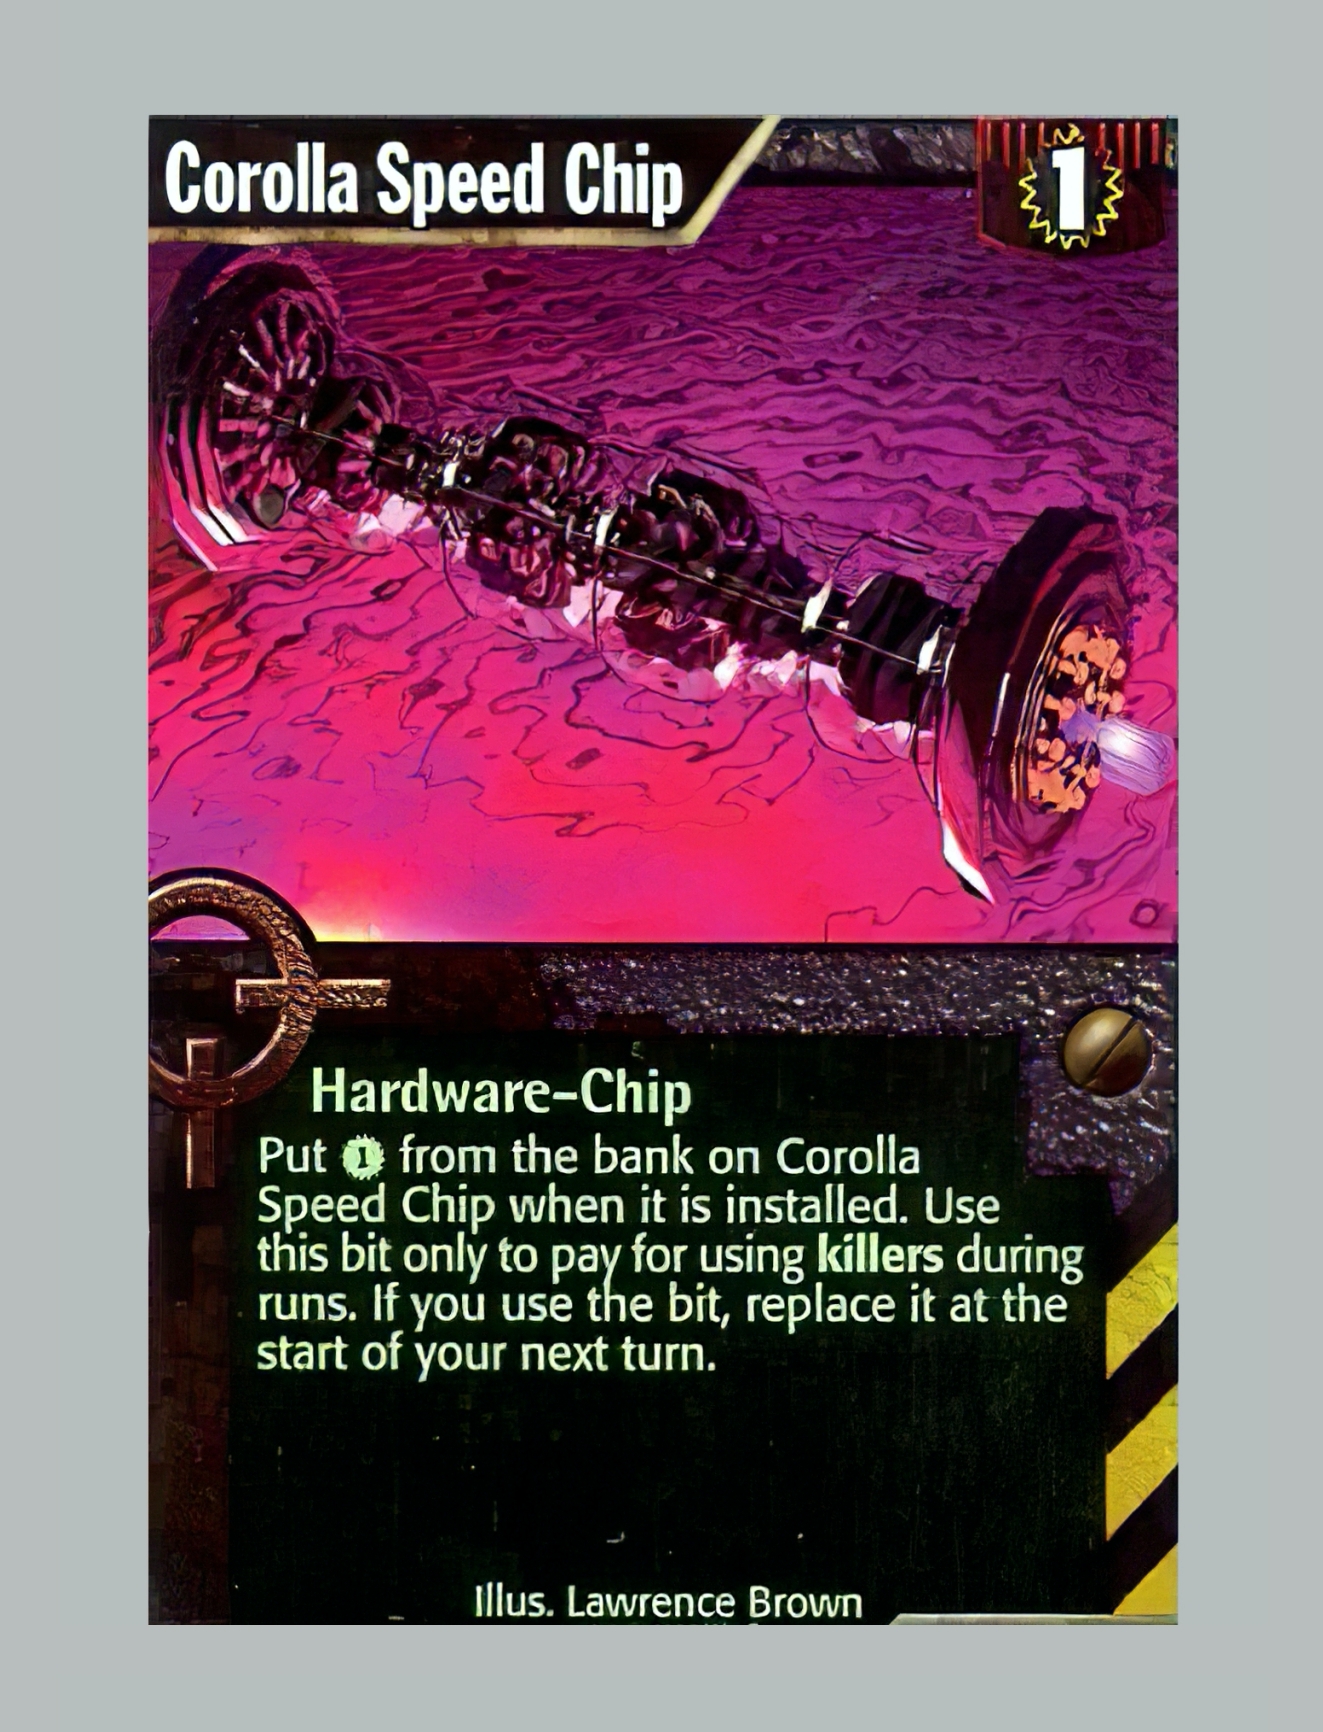 Corolla Speed Chip
1
Hardware-Chip
Put 1 from the bank on Corolla
Speed Chip when it is installed. Use
this bit only to pay for using killers during
runs. If you use the bit, replace it at the
start of your next turn.
Illus. Lawrence Brown